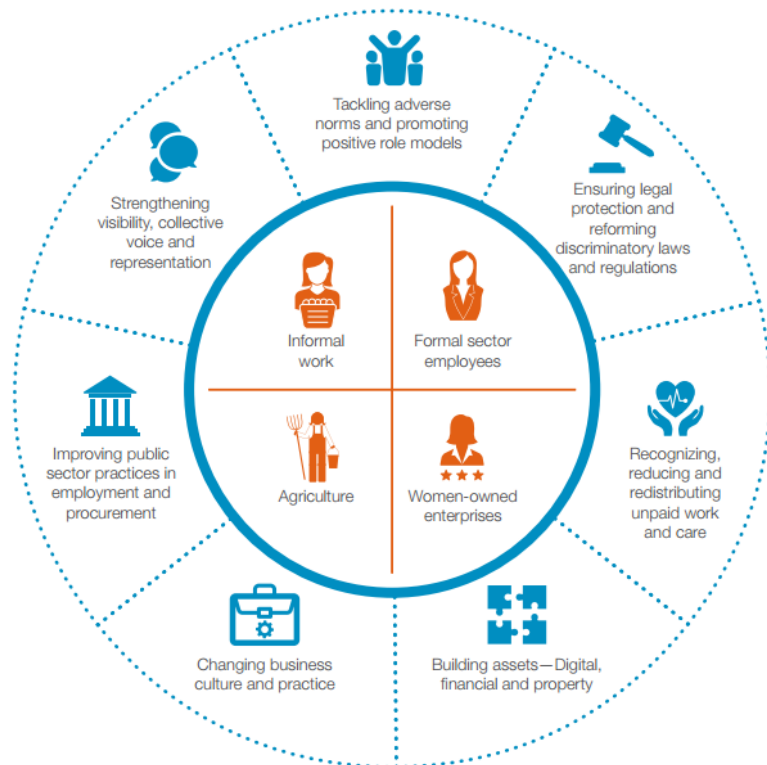 Tackling adverse
norms and promoting
positive role models
Ensuring legal
protection and
reforming
discriminatory laws
and regulations
Recognizing,
reducing and
redistributing
unpaid work
and care
Building assets—Digital,
financial and property
Changing business
culture and practice
Improving public
sector practices in
employment and
procurement
Strengthening
visibility, collective
voice and
representation
Informal
work
Formal sector
employees
Agriculture
Women-owned
enterprises